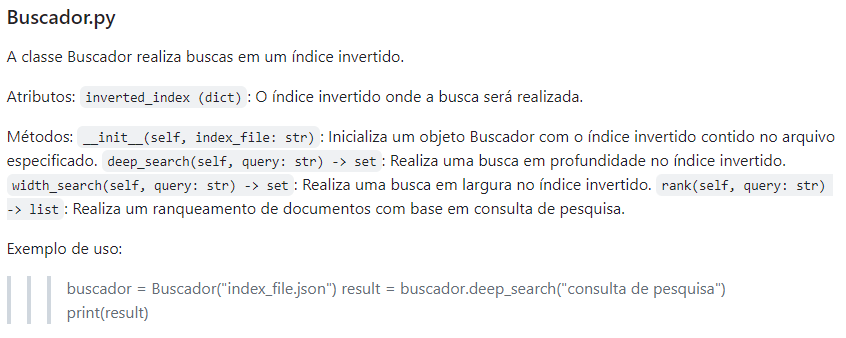 Buscador.py
A classe Buscador realiza buscas em um índice invertido.
Atributos: inverted_index (dict) : O índice invertido onde a busca será realizada.
Métodos: __init__(self, index_file: str) : Inicializa um objeto Buscador com o índice invertido contido no arquivo
especificado. deep_search(self, query: str) -> set : Realiza uma busca em profundidade no índice invertido.
width_search(self, query: str) -> set : Realiza uma busca em largura no índice invertido. rank(self, query: str)
-> list : Realiza um ranqueamento de documentos com base em consulta de pesquisa.
Exemplo de uso:
buscador = Buscador("index_file.json") result = buscador.deep_search("consulta de pesquisa")
print(result)